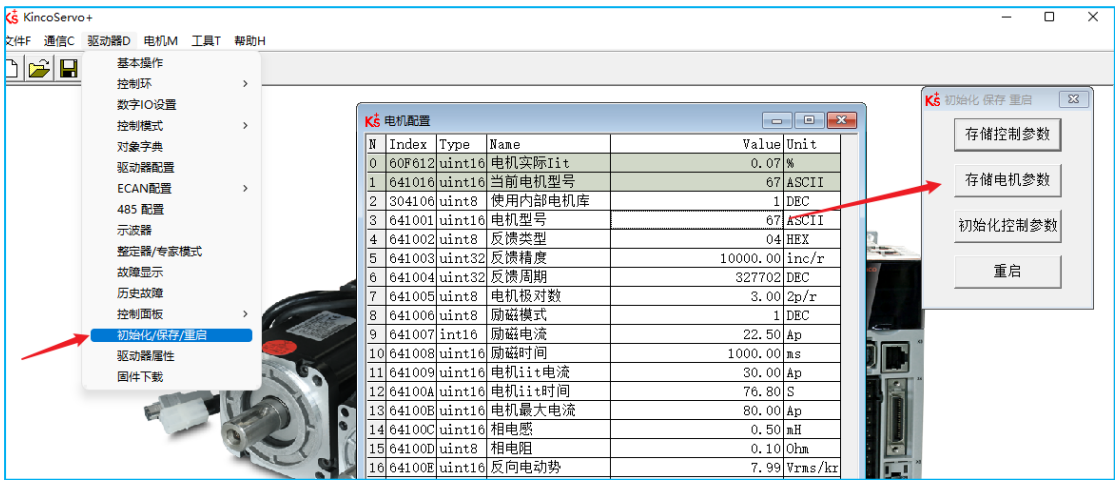 KincoServo+
文件F 通信C 驱动器D 电机M 工具T 帮助H
基本操作
控制环
数字IO设置
控制模式
对象字典
驱动器配置
ECAN配置
485 配置
示波器
整定器/专家模式
故障显示
历史故障
控制面板
初始化/保存/重启
驱动器属性
固件下载
电机配置
N Index Type Name Value Unit
0 60F612 uint16 电机实际Iit 0.07 %
1 641016 uint16 当前电机型号 67 ASCII
2 304106 uint8 使用内部电机库 1 DEC
3 641001 uint16 电机型号 67 ASCII
4 641002 uint8 反馈类型 04 HEX
5 641003 uint32 反馈精度 10000.00 inc/r
6 641004 uint32 反馈周期 327702 DEC
7 641005 uint8 电机极对数 3.00 2p/r
8 641006 uint8 励磁模式 1 DEC
9 641007 int16 励磁电流 22.50 Ap
10 641008 uint16 励磁时间 1000.00 ms
11 641009 uint16 电机iit电流 30.00 Ap
12 64100A uint16 电机iit时间 76.80 S
13 64100B uint16 电机最大电流 80.00 Ap
14 64100C uint16 相电感 0.50 mH
15 64100D uint8 相电阻 0.10 Ohm
16 64100E uint16 反向电动势 7.99 Vrms/kr
初始化 保存 重启
存储控制参数
存储电机参数
初始化控制参数
重启